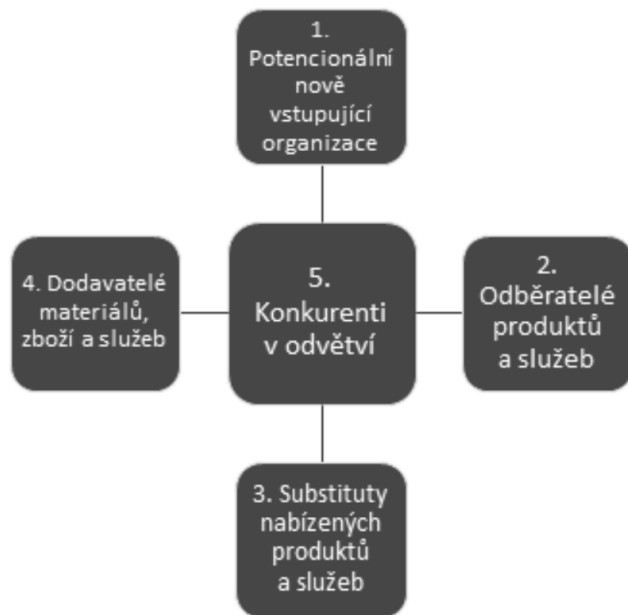 1.
Potencionální
nově
vstupující
organizace
4. Dodavatelé
materiálů,
zboží a služeb
5.
Konkurenti
v odvětví
2.
Odběratelé
produktů
a služeb
3. Substituty
nabízených
produktů
a služeb